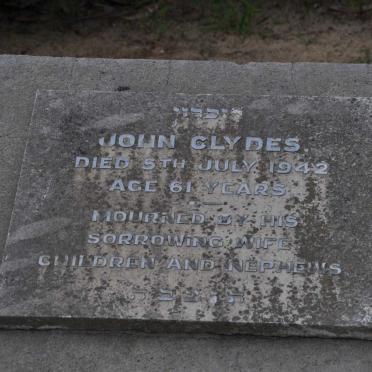 JOHN CLYDES
DIED 5TH JULY 1942
AGE 61 YEARS
MOURNED BY HIS
SORROWING WIFE
CHILDREN AND NEPHEWS
ת נ צ ב ה